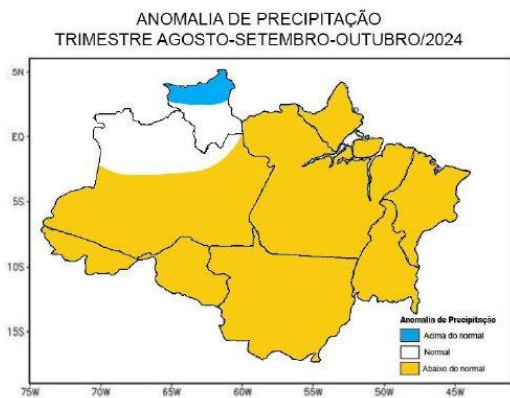 ANOMALIA DE PRECIPITAÇÃO
TRIMESTRE AGOSTO-SETEMBRO-OUTUBRO/2024
5N
EQ
5S
10S
15S
75W 70W 65W 60W 55W 50W 45W
Anomalia de Precipitação
Acima do normal
Normal
Abaixo do normal